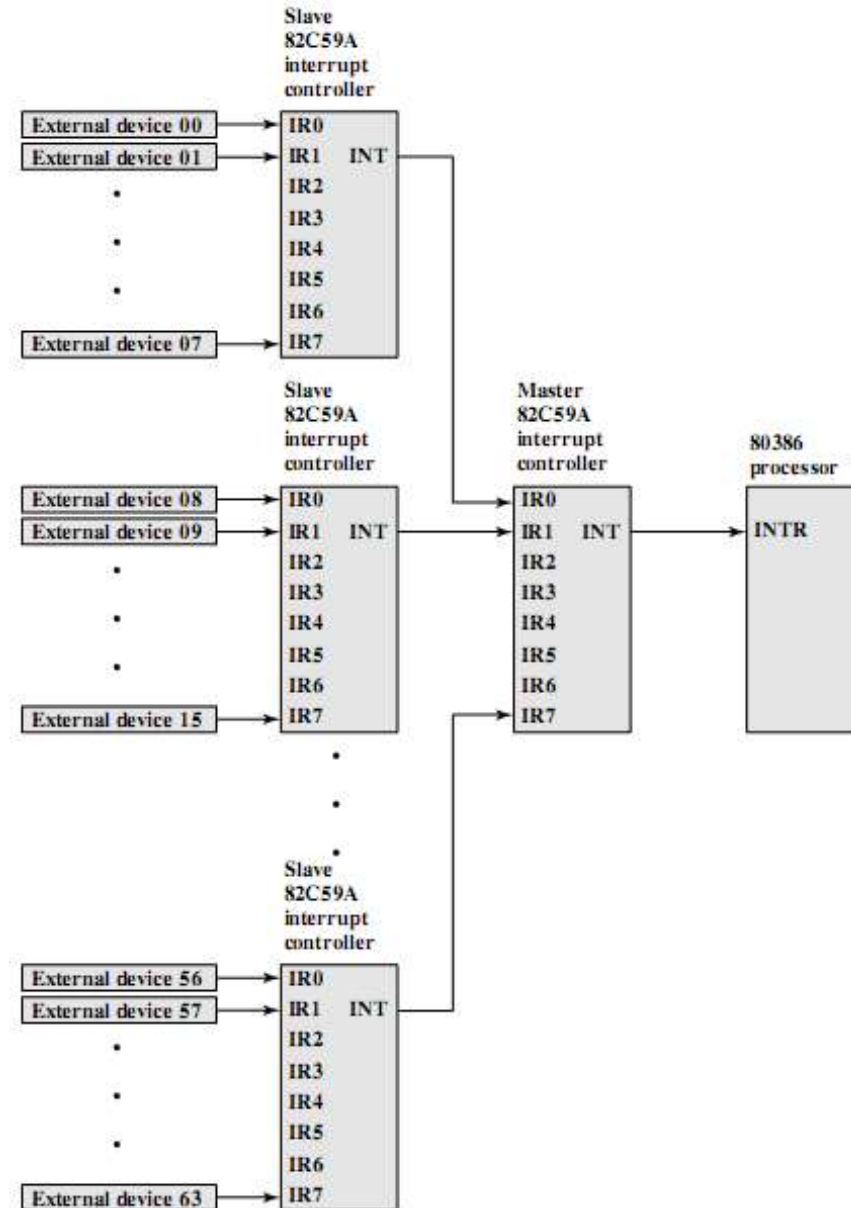 Slave
82C59A
interrupt
controller
External device 00
IR0
External device 01
IR1 INT
IR2
IR3
IR4
IR5
IR6
External device 07
IR7
Slave
82C59A
interrupt
controller
Master
82C59A
interrupt
controller
80386
processor
External device 08
IR0
IR0
External device 09
IR1 INT
IR1 INT
INTR
IR2
IR2
IR3
IR3
IR4
IR4
IR5
IR5
IR6
IR6
External device 15
IR7
IR7
Slave
82C59A
interrupt
controller
External device 56
IR0
External device 57
IR1 INT
IR2
IR3
IR4
IR5
IR6
External device 63
IR7